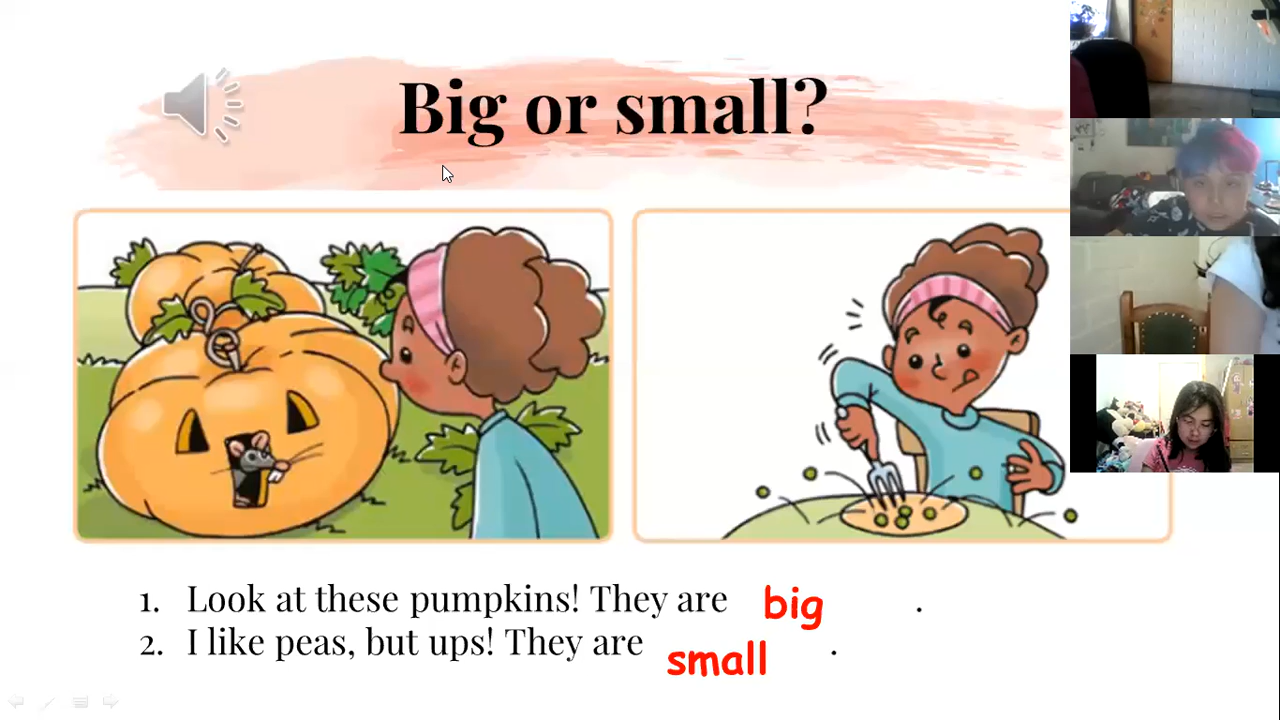 Big or small?
1. Look at these pumpkins! They are big .
2. I like peas, but ups! They are small .